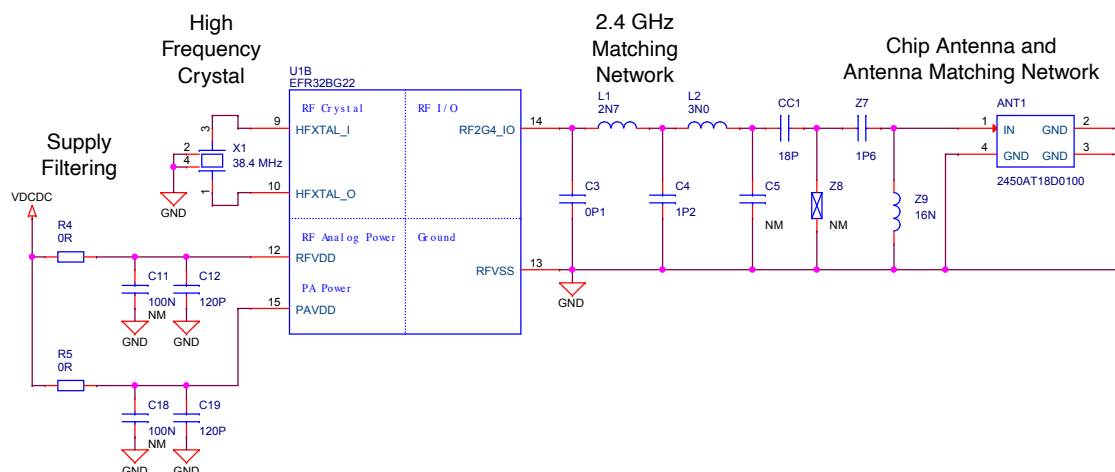 High
Frequency
Crystal
2.4 GHz
Matching
Network
Chip Antenna and
Antenna Matching Network
Supply
Filtering
U1B
EFR32BG22
RF Crystal
RF I/O
HFXTAL_I
9
RF2G4_IO
14
HFXTAL_O
10
3
2
4
1
X1
38.4 MHz
GND
VDCDC
R4
0R
RF Analog Power
Ground
12
RFVDD
RFVSS
13
GND
PA Power
15
PAVDD
C11
100N
NM
GND
C12
120P
GND
R5
0R
C18
100N
NM
GND
C19
120P
GND
L1
2N7
L2
3N0
CC1
18P
Z7
1P6
C3
0P1
C4
1P2
C5
NM
Z8
NM
Z9
16N
ANT1
1
IN
GND
2
4
GND
GND
3
2450AT18D0100